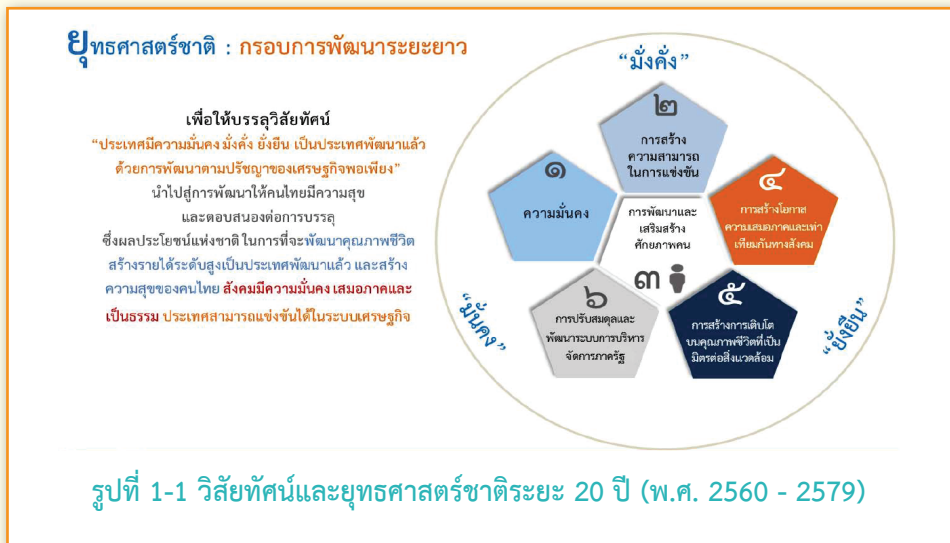 ยุทธศาสตร์ชาติ : กรอบการพัฒนาระยะยาว
เพื่อให้บรรลุวิสัยทัศน์
“ประเทศมีความมั่นคง มั่งคั่ง ยั่งยืน เป็นประเทศพัฒนาแล้ว
ด้วยการพัฒนาตามปรัชญาของเศรษฐกิจพอเพียง”
นำไปสู่การพัฒนาให้คนไทยมีความสุข
และตอบสนองต่อการบรรลุ
ซึ่งผลประโยชน์แห่งชาติ ในการที่จะพัฒนาคุณภาพชีวิต
สร้างรายได้ระดับสูงเป็นประเทศพัฒนาแล้ว และสร้าง
ความสุขของคนไทย สังคมมีความมั่นคง เสมอภาคและ
เป็นธรรม ประเทศสามารถแข่งขันได้ในระบบเศรษฐกิจ
“มั่งคั่ง”
๑
ความมั่นคง
๒
การสร้าง
ความสามารถ
ในการแข่งขัน
การพัฒนาและ
เสริมสร้าง
ศักยภาพคน
๓
๔
การสร้างโอกาส
ความเสมอภาคและเท่า
เทียมกันทางสังคม
๕
การสร้างการเติบโต
บนคุณภาพชีวิตที่เป็น
มิตรต่อสิ่งแวดล้อม
๖
การปรับสมดุลและ
พัฒนาระบบการบริหาร
จัดการภาครัฐ
“มั่นคง”
“ยั่งยืน”
รูปที่ 1-1 วิสัยทัศน์และยุทธศาสตร์ชาติระยะ 20 ปี (พ.ศ. 2560 - 2579)